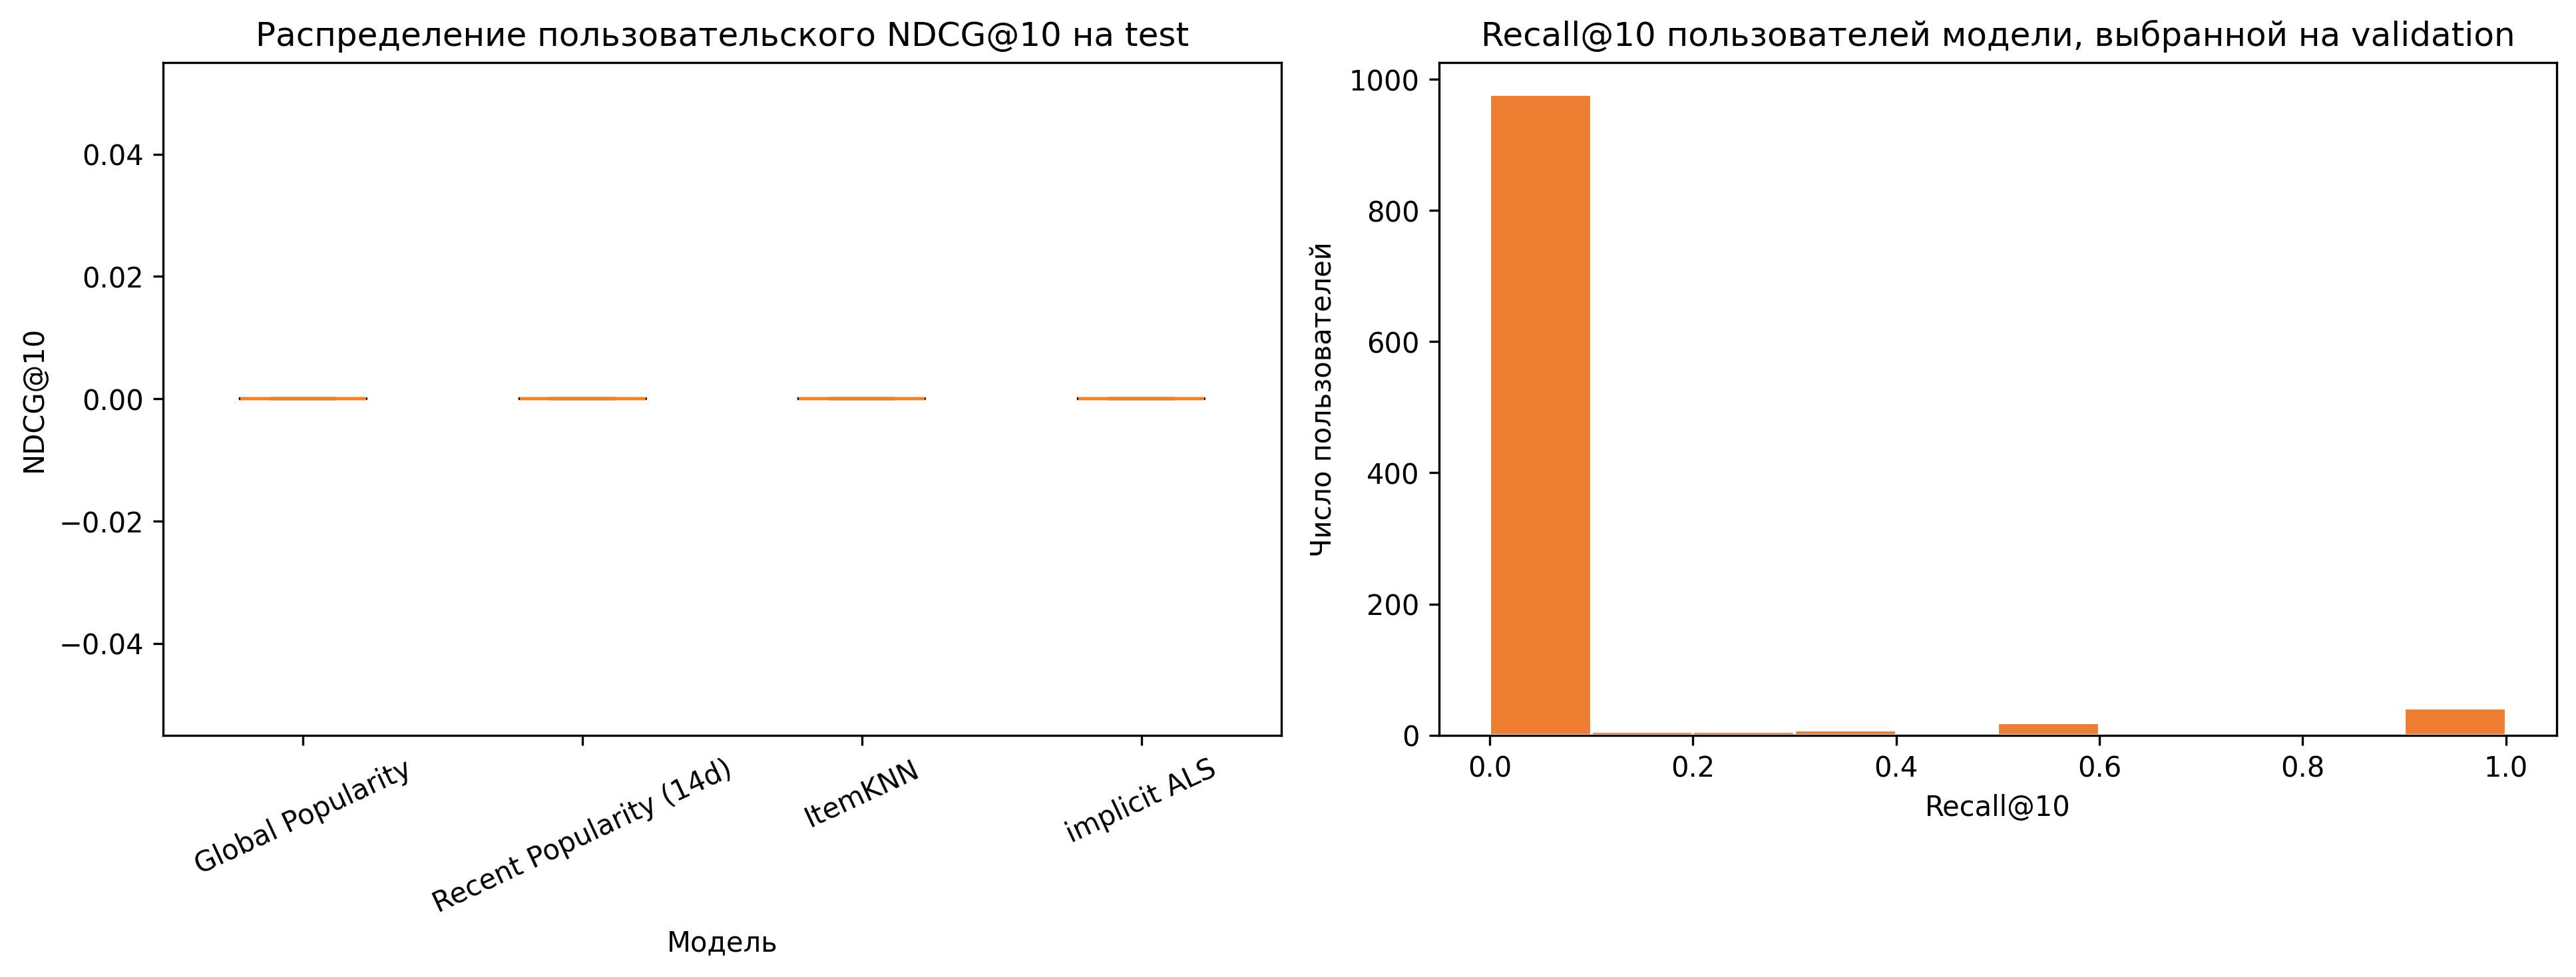 Распределение пользовательского NDCG@10 на test
NDCG@10
0.04
0.02
0.00
−0.02
−0.04
Global Popularity
Recent Popularity (14d)
ItemKNN
implicit ALS
Модель
Recall@10 пользователей модели, выбранной на validation
Число пользователей
1000
800
600
400
200
0
0.0
0.2
0.4
0.6
0.8
1.0
Recall@10